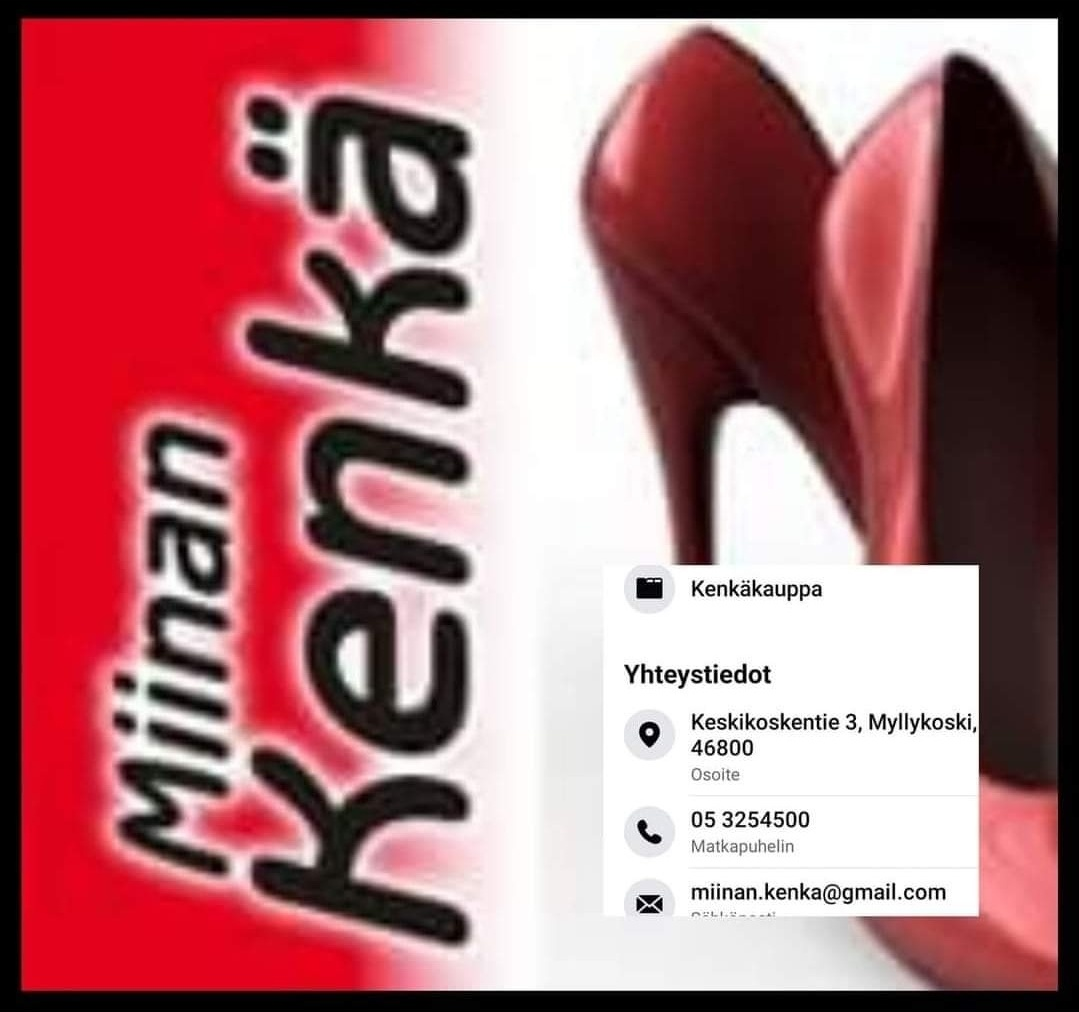 Miinan
Kenkä
Kenkäkauppa
Yhteystiedot
Keskikoskentie 3, Myllykoski,
46800
Osoite
05 3254500
Matkapuhelin
miinan.kenka@gmail.com